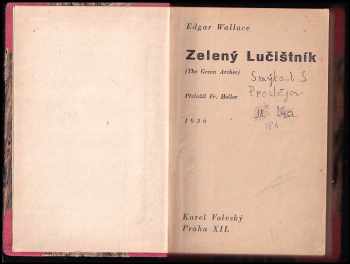 Edgar Wallace
Zelený Lučištník
(The Green Archer)
Přeložil Fr. Heller
1936
Karel Voleský
Praha XII.